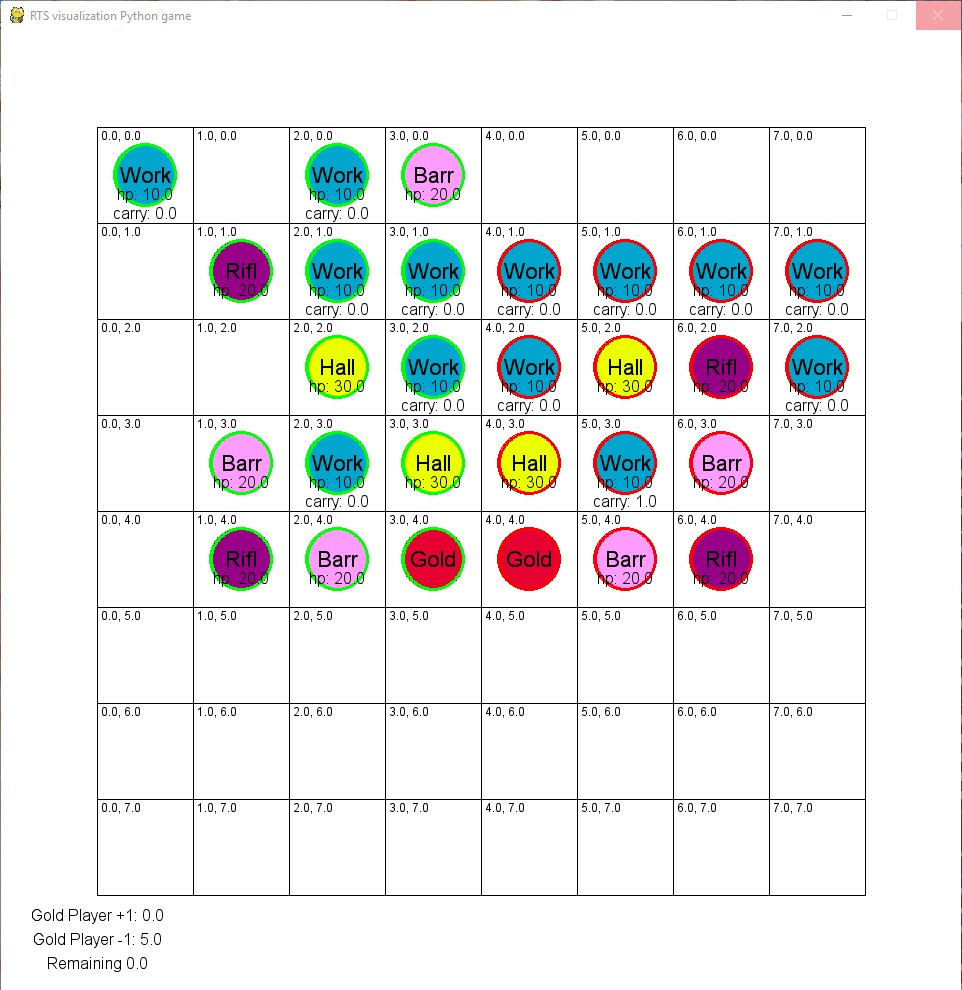 RTS visualization Python game
0.0, 0.0 1.0, 0.0 2.0, 0.0 3.0, 0.0 4.0, 0.0 5.0, 0.0 6.0, 0.0 7.0, 0.0
Work Work Barr
hp: 10.0 hp: 10.0 hp: 20.0
carry: 0.0 carry: 0.0
0.0, 1.0 1.0, 1.0 2.0, 1.0 3.0, 1.0 4.0, 1.0 5.0, 1.0 6.0, 1.0 7.0, 1.0
Rifl Work Work Work Work Work Work
hp: 20.0 hp: 10.0 hp: 10.0 hp: 10.0 hp: 10.0 hp: 10.0 hp: 10.0
carry: 0.0 carry: 0.0 carry: 0.0 carry: 0.0 carry: 0.0 carry: 0.0
0.0, 2.0 1.0, 2.0 2.0, 2.0 3.0, 2.0 4.0, 2.0 5.0, 2.0 6.0, 2.0 7.0, 2.0
Hall Work Work Hall Rifl Work
hp: 30.0 hp: 10.0 hp: 10.0 hp: 30.0 hp: 20.0 hp: 10.0
carry: 0.0 carry: 0.0 carry: 0.0
0.0, 3.0 1.0, 3.0 2.0, 3.0 3.0, 3.0 4.0, 3.0 5.0, 3.0 6.0, 3.0 7.0, 3.0
Barr Work Hall Hall Work Barr
hp: 20.0 hp: 10.0 hp: 30.0 hp: 30.0 hp: 10.0 hp: 20.0
carry: 0.0 carry: 1.0
0.0, 4.0 1.0, 4.0 2.0, 4.0 3.0, 4.0 4.0, 4.0 5.0, 4.0 6.0, 4.0 7.0, 4.0
Rifl Barr Gold Gold Barr Rifl
hp: 20.0 hp: 20.0 hp: 20.0 hp: 20.0
0.0, 5.0 1.0, 5.0 2.0, 5.0 3.0, 5.0 4.0, 5.0 5.0, 5.0 6.0, 5.0 7.0, 5.0
0.0, 6.0 1.0, 6.0 2.0, 6.0 3.0, 6.0 4.0, 6.0 5.0, 6.0 6.0, 6.0 7.0, 6.0
0.0, 7.0 1.0, 7.0 2.0, 7.0 3.0, 7.0 4.0, 7.0 5.0, 7.0 6.0, 7.0 7.0, 7.0
Gold Player +1: 0.0
Gold Player -1: 5.0
Remaining 0.0